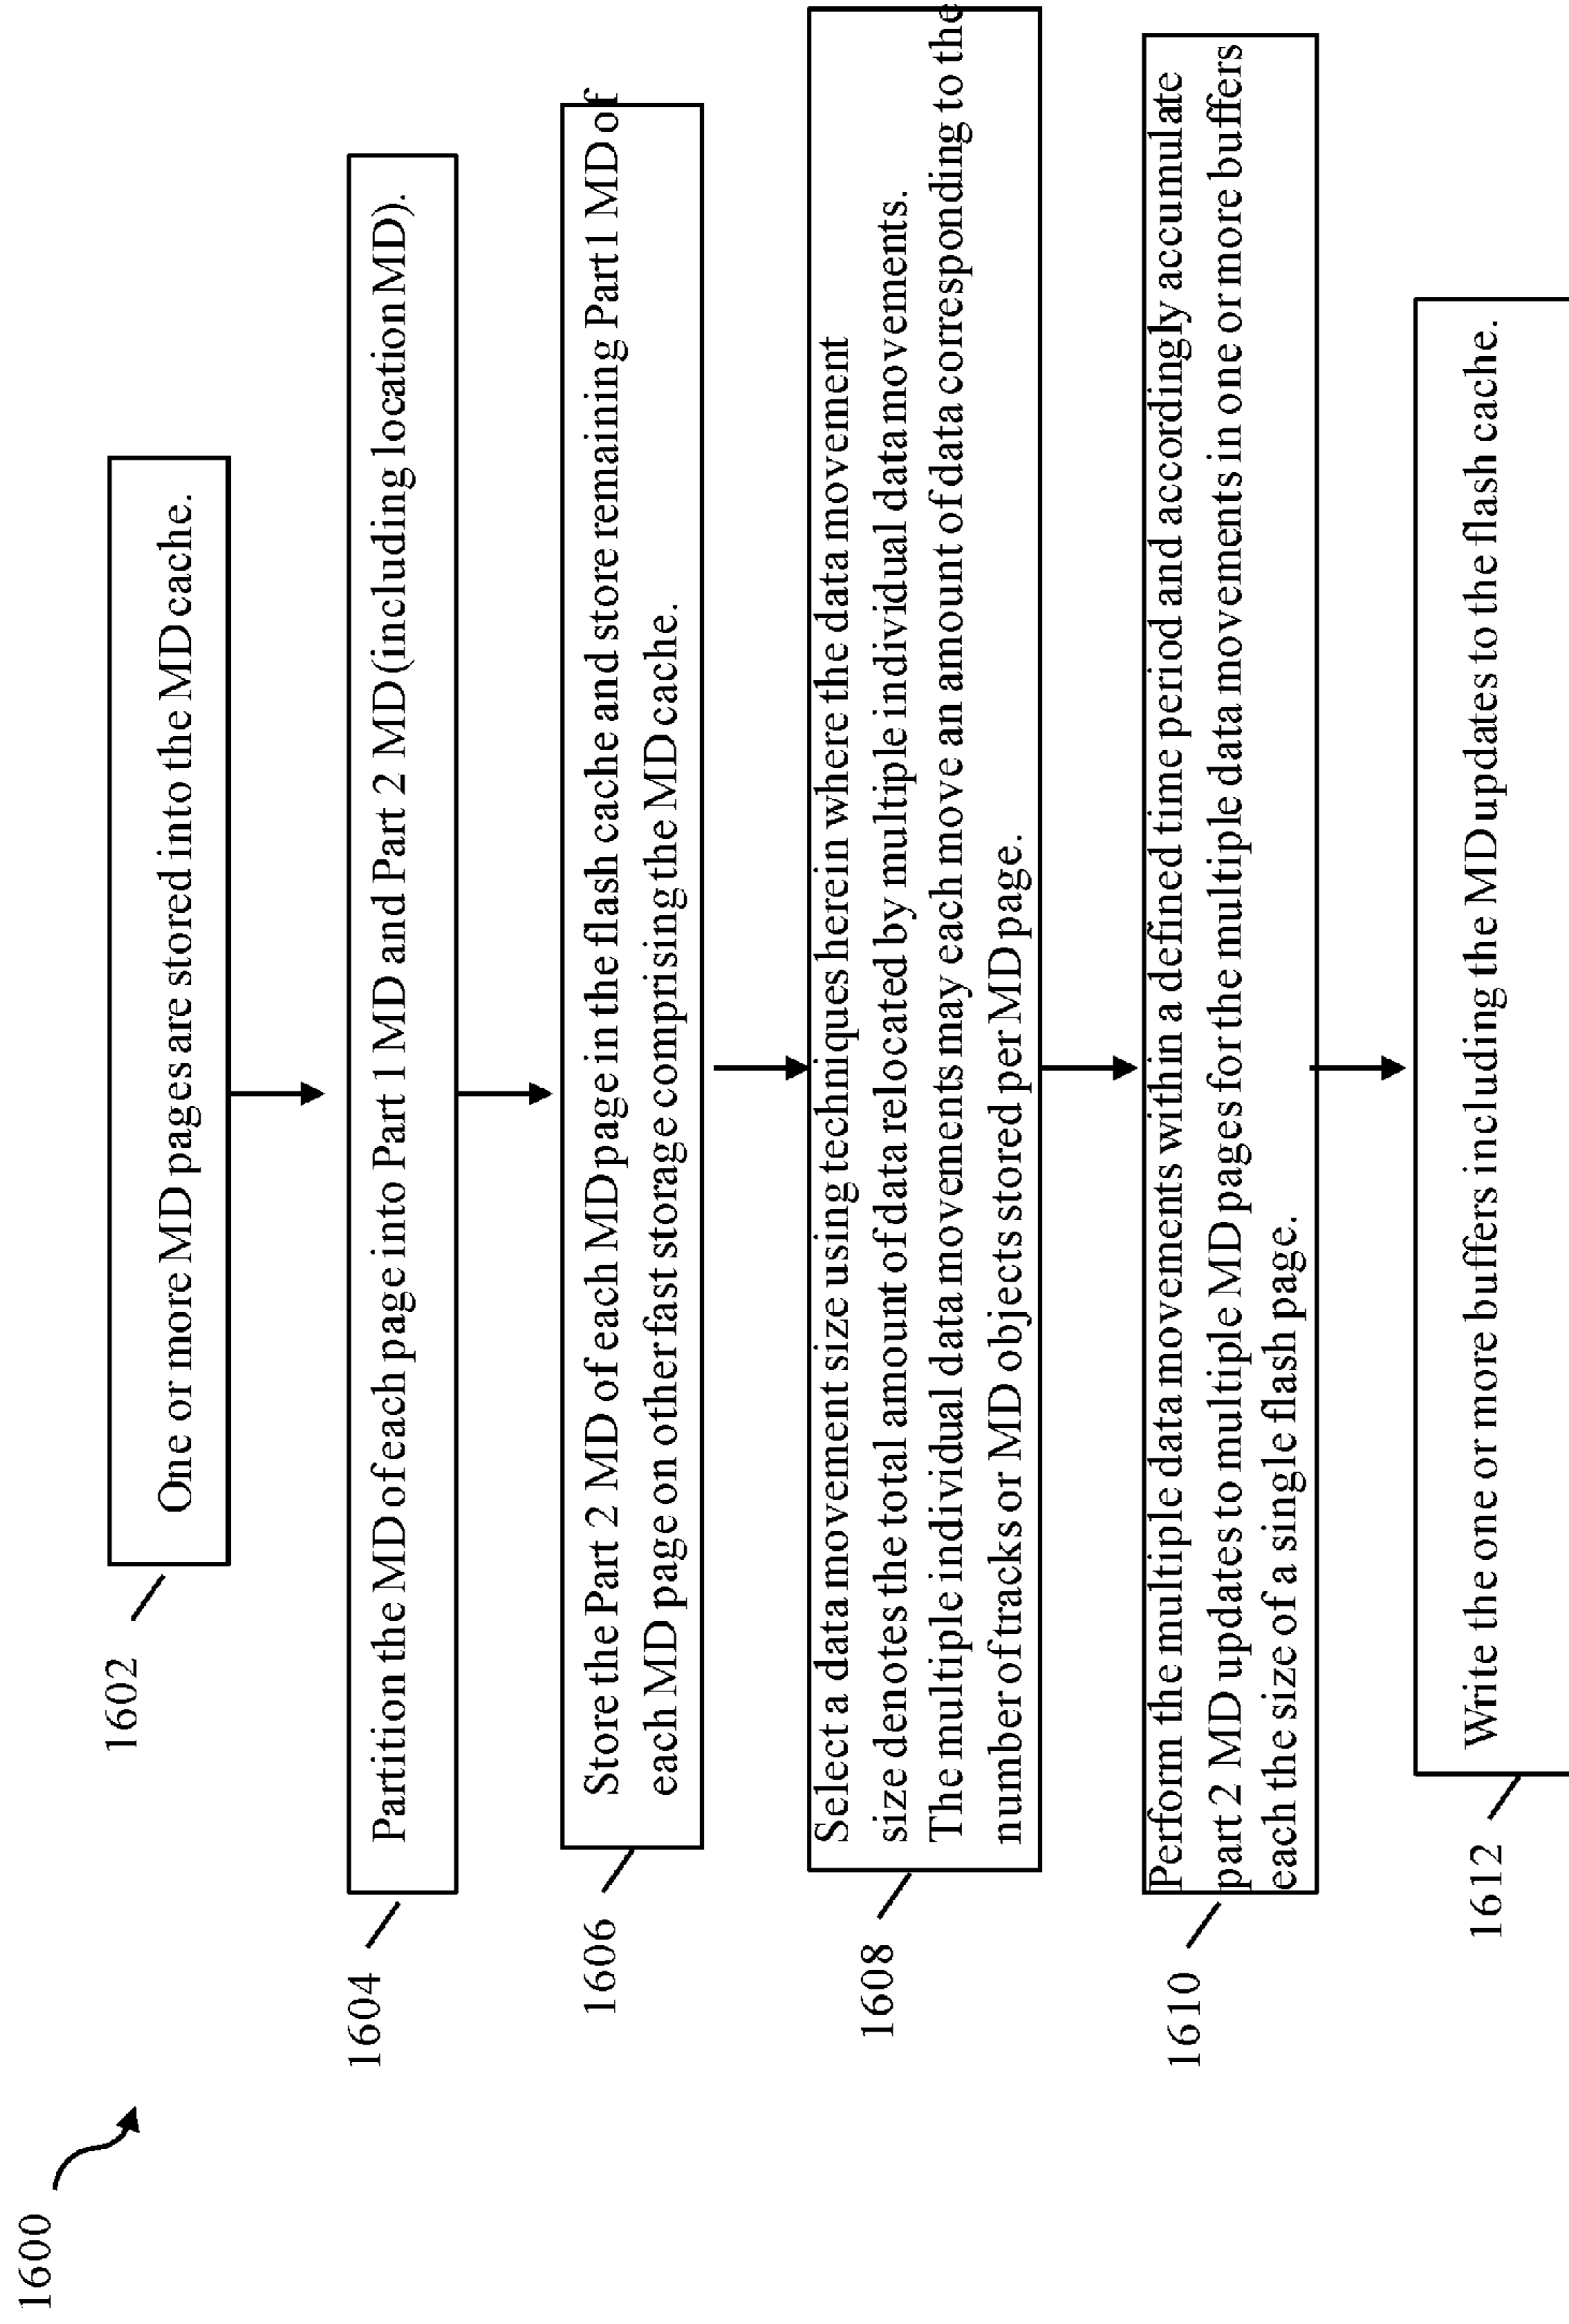 1600
1602
One or more MD pages are stored into the MD cache.
1604
Partition the MD of each page into Part 1 MD and Part 2 MD (including location MD).
1606
Store the Part 2 MD of each MD page in the flash cache and store remaining Part1 MD of
each MD page on other fast storage comprising the MD cache.
1608
Select a data movement size using techniques herein where the data movement
size denotes the total amount of data relocated by multiple individual data movements.
The multiple individual data movements may each move an amount of data corresponding to the
number of tracks or MD objects stored per MD page.
1610
Perform the multiple data movements within a defined time period and accordingly accumulate
part 2 MD updates to multiple MD pages for the multiple data movements in one or more buffers
each the size of a single flash page.
1612
Write the one or more buffers including the MD updates to the flash cache.